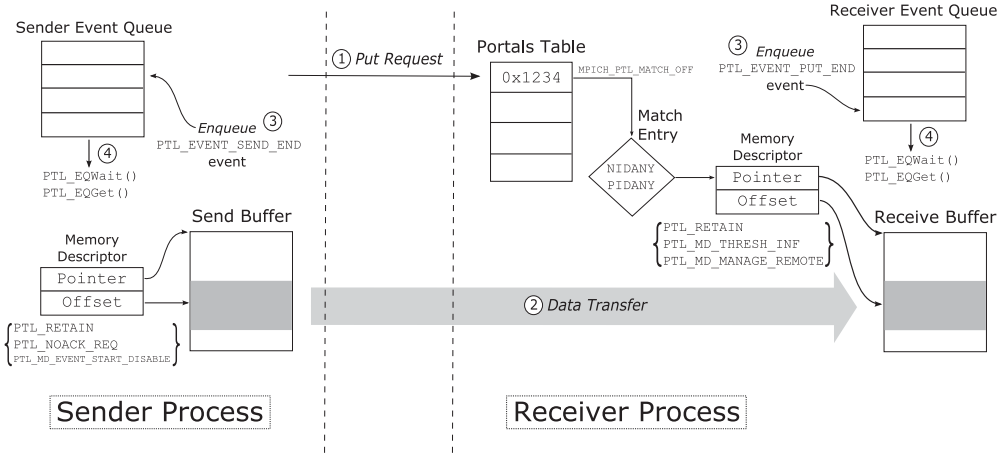 Sender Event Queue
③ Enqueue
PTL_EVENT_SEND_END
event
④
PTL_EQWait()
PTL_EQGet()
Send Buffer
Memory
Descriptor
Pointer
Offset
PTL_RETAIN
PTL_NOACK_REQ
PTL_MD_EVENT_START_DISABLE
Sender Process
① Put Request
② Data Transfer
Portals Table
0x1234
MPICH_PTL_MATCH_OFF
Match
Entry
NIDANY
PIDANY
Memory
Descriptor
Pointer
Offset
PTL_RETAIN
PTL_MD_THRESH_INF
PTL_MD_MANAGE_REMOTE
Receiver Event Queue
③ Enqueue
PTL_EVENT_PUT_END
event
④
PTL_EQWait()
PTL_EQGet()
Receive Buffer
Receiver Process